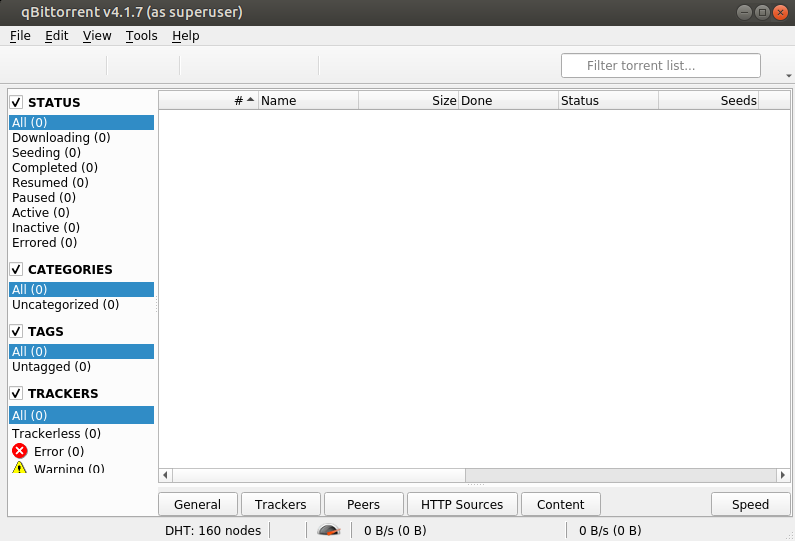 qBittorrent v4.1.7 (as superuser)
File Edit View Tools Help
Filter torrent list...
STATUS
All (0)
Downloading (0)
Seeding (0)
Completed (0)
Resumed (0)
Paused (0)
Active (0)
Inactive (0)
Errored (0)
CATEGORIES
All (0)
Uncategorized (0)
TAGS
All (0)
Untagged (0)
TRACKERS
All (0)
Trackerless (0)
Error (0)
Warning (0)
# Name Size Done Status Seeds
General Trackers Peers HTTP Sources Content Speed
DHT: 160 nodes 0 B/s (0 B) 0 B/s (0 B)